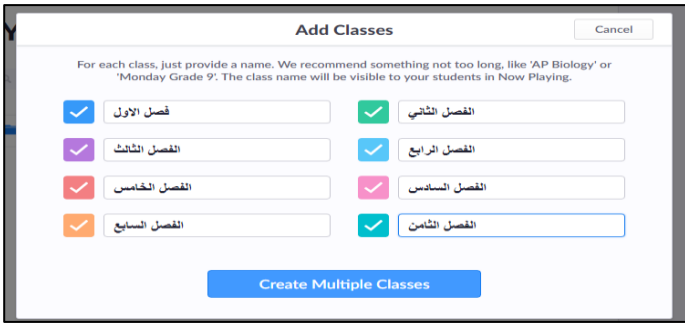 Add Classes
Cancel
For each class, just provide a name. We recommend something not too long, like 'AP Biology' or
'Monday Grade 9'. The class name will be visible to your students in Now Playing.
فصل الاول
الفصل الثاني
الفصل الثالث
الفصل الرابع
الفصل الخامس
الفصل السادس
الفصل السابع
الفصل الثامن
Create Multiple Classes